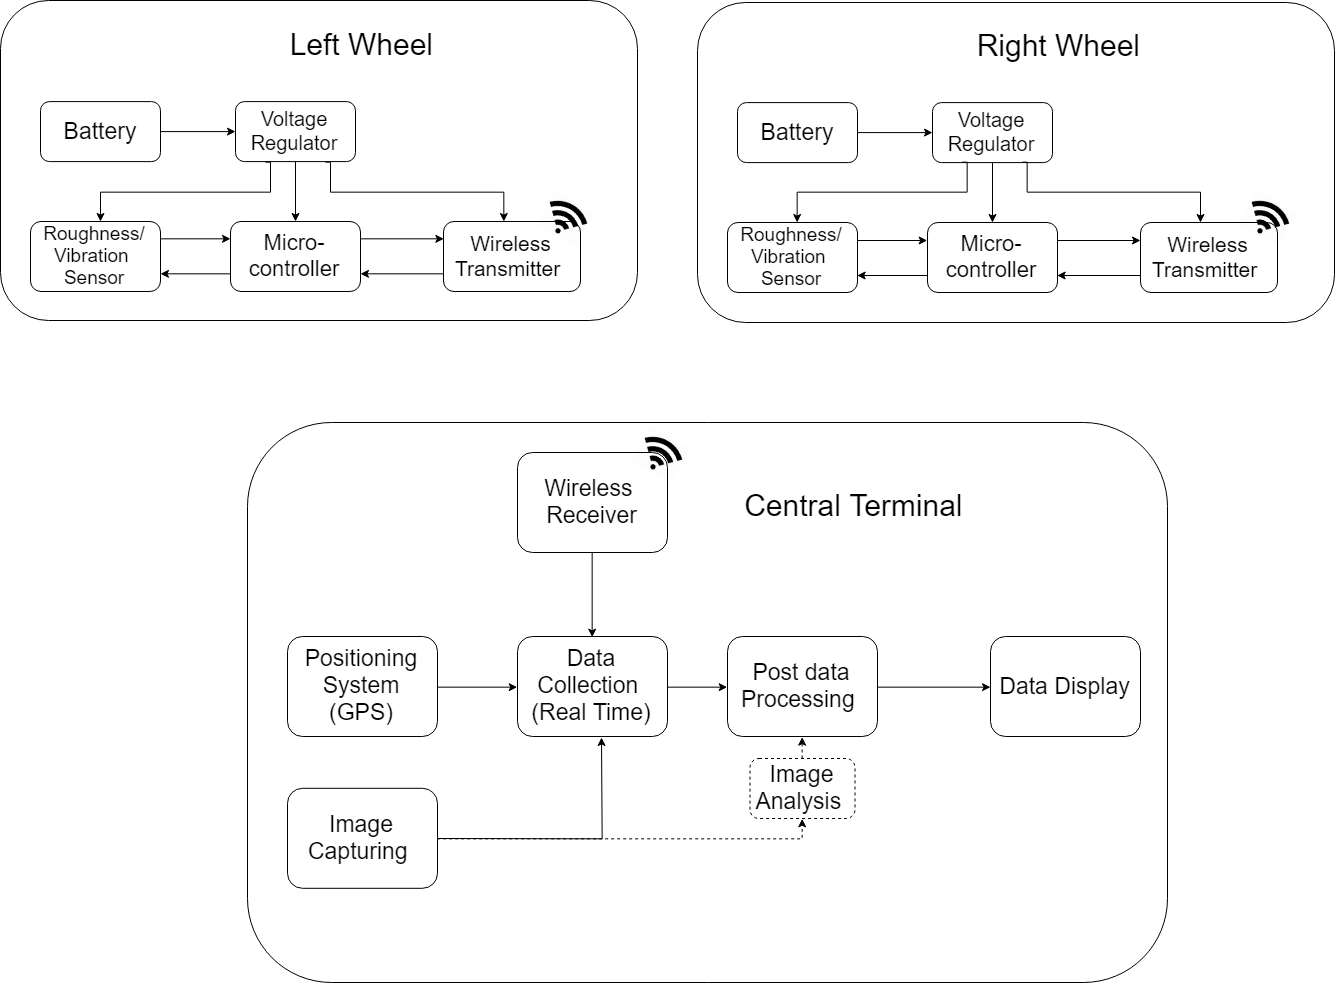 Left Wheel
Battery
Voltage
Regulator
Roughness/
Vibration
Sensor
Micro-
controller
Wireless
Transmitter
Right Wheel
Battery
Voltage
Regulator
Roughness/
Vibration
Sensor
Micro-
controller
Wireless
Transmitter
Central Terminal
Wireless
Receiver
Positioning
System
(GPS)
Data
Collection
(Real Time)
Post data
Processing
Data Display
Image
Analysis
Image
Capturing